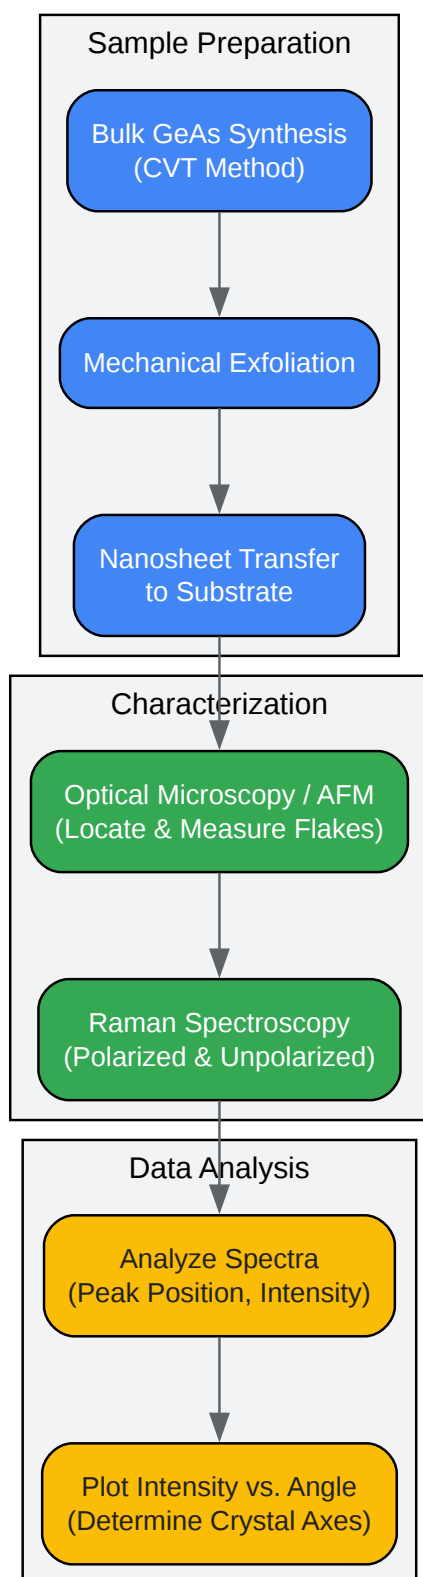 Sample Preparation
Bulk GeAs Synthesis
(CVT Method)
Mechanical Exfoliation
Nanosheet Transfer
to Substrate
Characterization
Optical Microscopy / AFM
(Locate & Measure Flakes)
Raman Spectroscopy
(Polarized & Unpolarized)
Data Analysis
Analyze Spectra
(Peak Position, Intensity)
Plot Intensity vs. Angle
(Determine Crystal Axes)